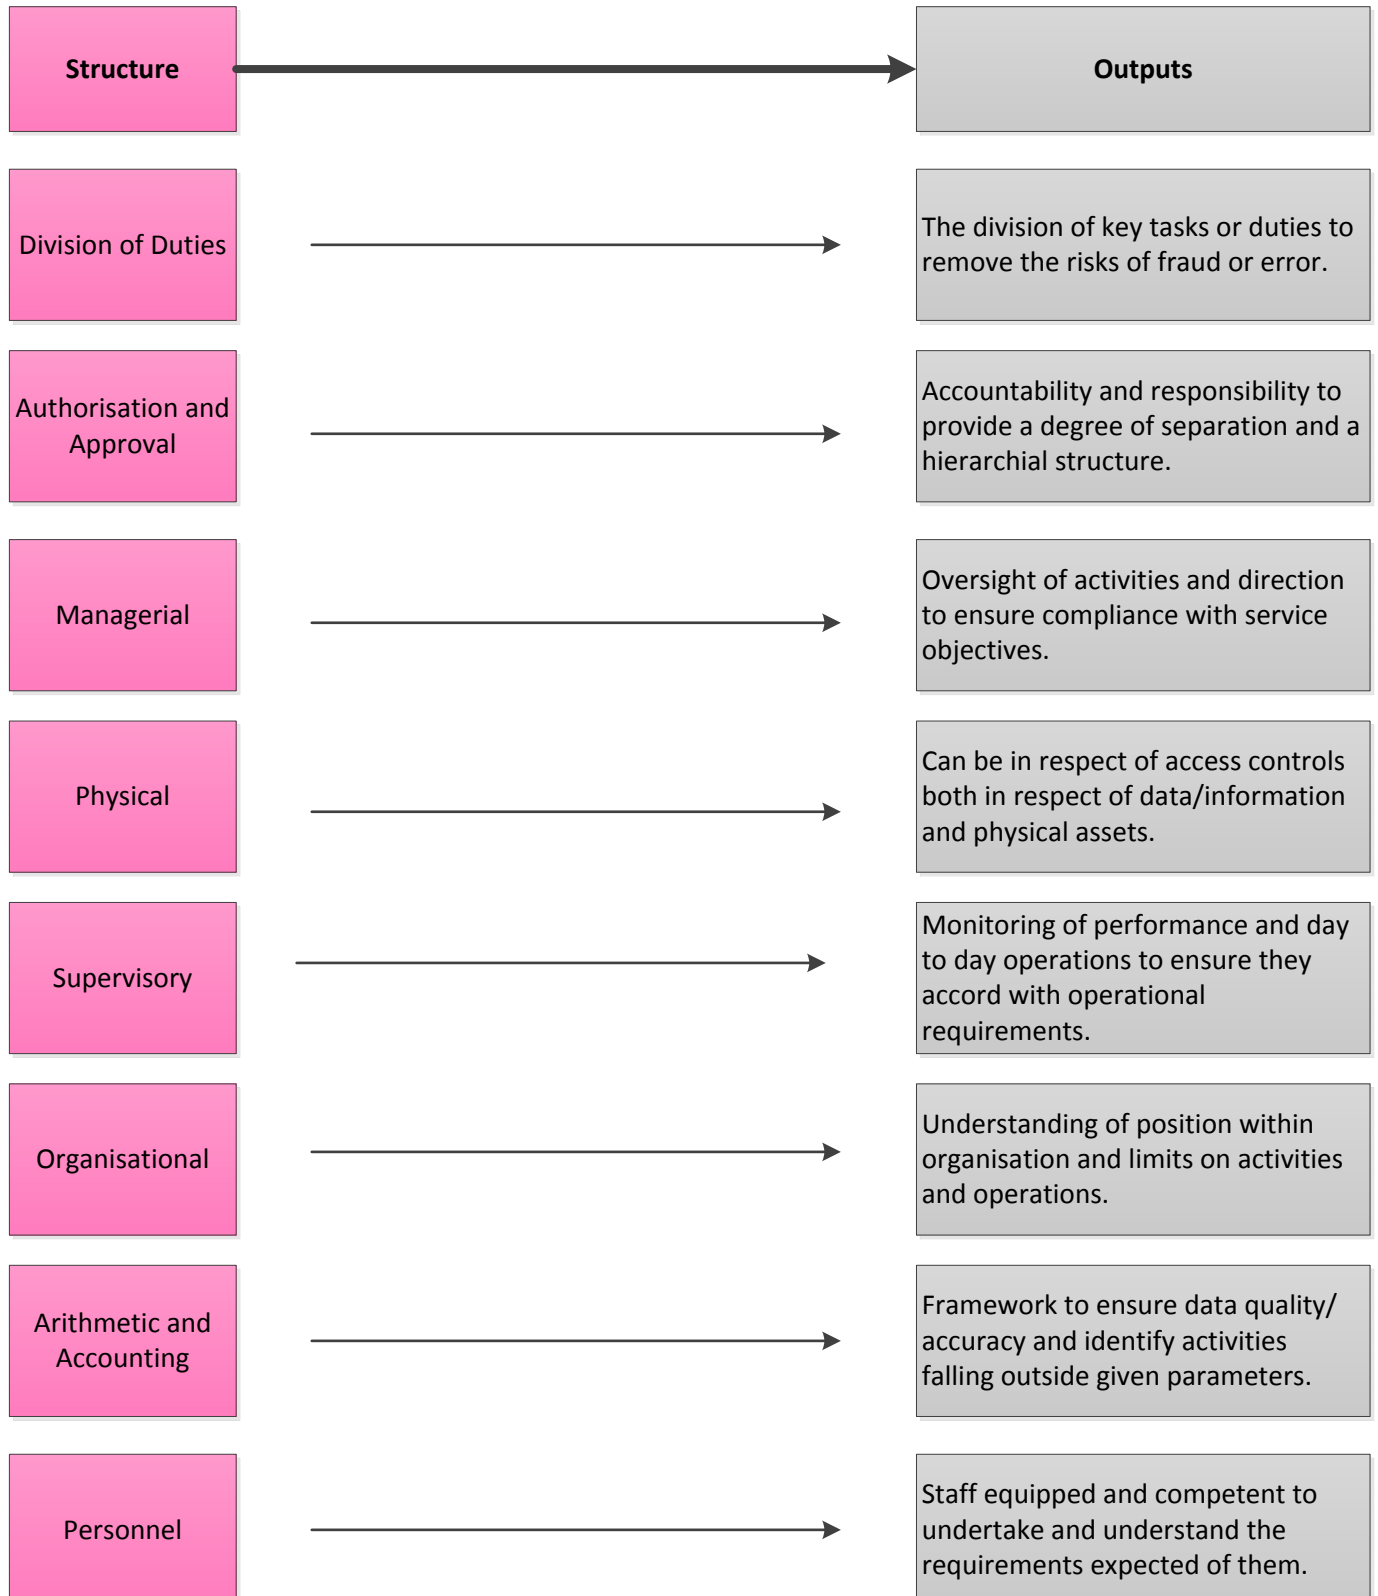 Structure
Outputs
Division of Duties
The division of key tasks or duties to
remove the risks of fraud or error.
Authorisation and
Approval
Accountability and responsibility to
provide a degree of separation and a
hierarchial structure.
Managerial
Oversight of activities and direction
to ensure compliance with service
objectives.
Physical
Can be in respect of access controls
both in respect of data/information
and physical assets.
Supervisory
Monitoring of performance and day
to day operations to ensure they
accord with operational
requirements.
Organisational
Understanding of position within
organisation and limits on activities
and operations.
Arithmetic and
Accounting
Framework to ensure data quality/
accuracy and identify activities
falling outside given parameters.
Personnel
Staff equipped and competent to
undertake and understand the
requirements expected of them.